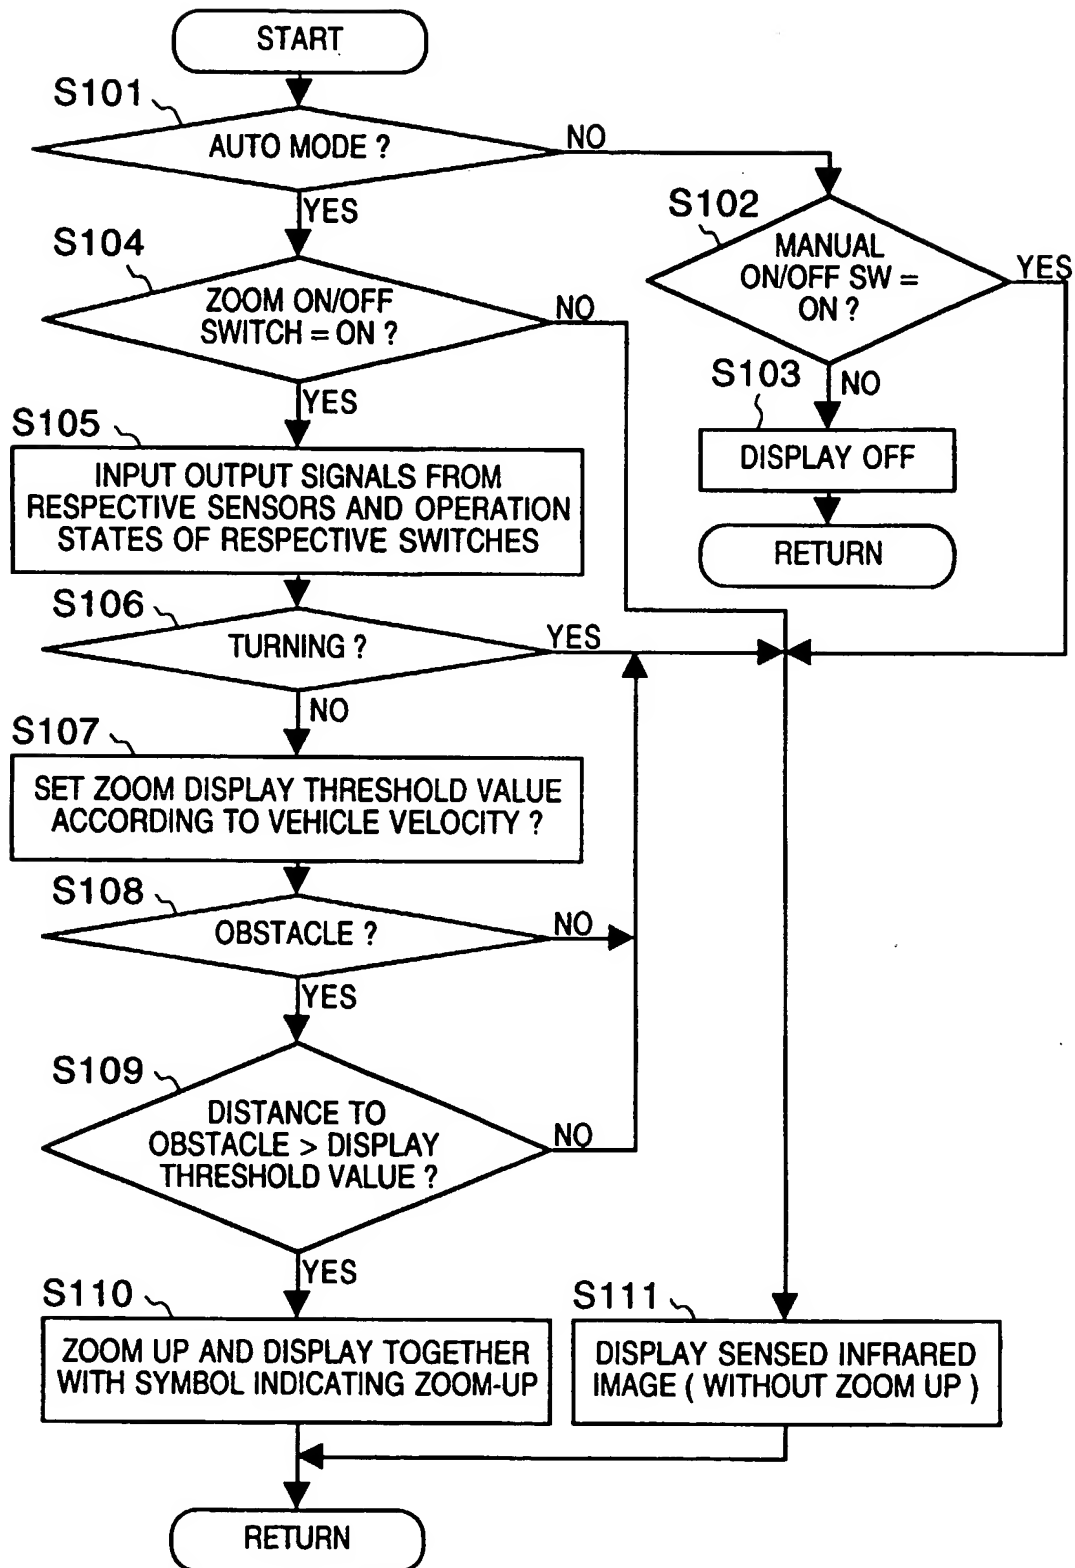 START
S101
AUTO MODE ?
NO
YES
S102
MANUAL
ON/OFF SW =
ON ?
YES
NO
S103
DISPLAY OFF
RETURN
S104
ZOOM ON/OFF
SWITCH = ON ?
NO
YES
S105
INPUT OUTPUT SIGNALS FROM
RESPECTIVE SENSORS AND OPERATION
STATES OF RESPECTIVE SWITCHES
S106
TURNING ?
YES
NO
S107
SET ZOOM DISPLAY THRESHOLD VALUE
ACCORDING TO VEHICLE VELOCITY ?
S108
OBSTACLE ?
NO
YES
S109
DISTANCE TO
OBSTACLE > DISPLAY
THRESHOLD VALUE ?
NO
YES
S110
ZOOM UP AND DISPLAY TOGETHER
WITH SYMBOL INDICATING ZOOM-UP
S111
DISPLAY SENSED INFRARED
IMAGE ( WITHOUT ZOOM UP )
RETURN